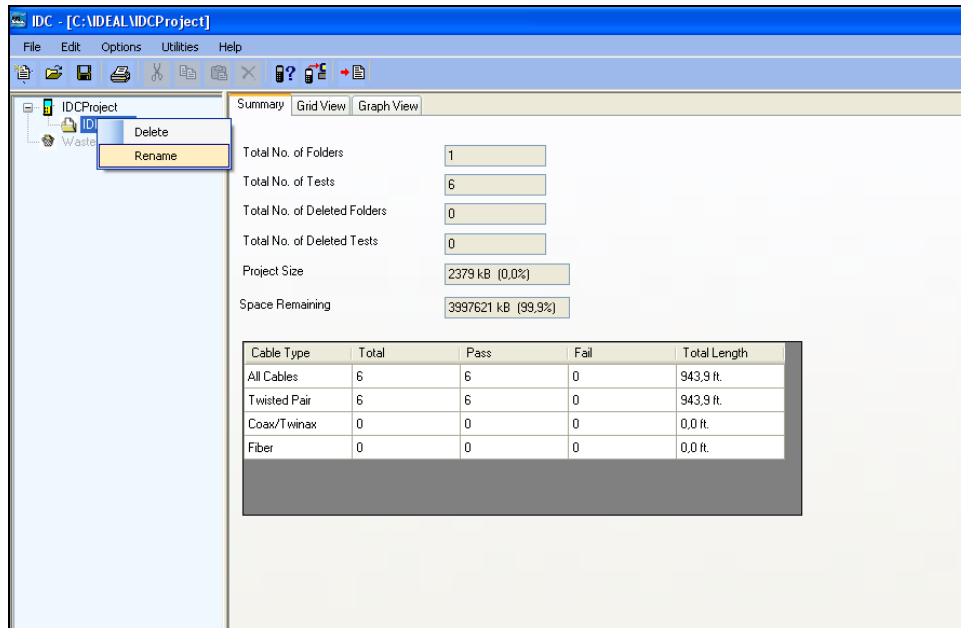 IDC - [C:\IDEAL\IDCProject]
File Edit Options Utilities Help
IDCProject
Delete
Rename
Summary Grid View Graph View
Total No. of Folders 1
Total No. of Tests 6
Total No. of Deleted Folders 0
Total No. of Deleted Tests 0
Project Size 2379 kB (0,0%)
Space Remaining 3997621 kB (99,9%)
Cable Type Total Pass Fail Total Length
All Cables 6 6 0 943,9 ft.
Twisted Pair 6 6 0 943,9 ft.
Coax/Twinax 0 0 0 0,0 ft.
Fiber 0 0 0 0,0 ft.